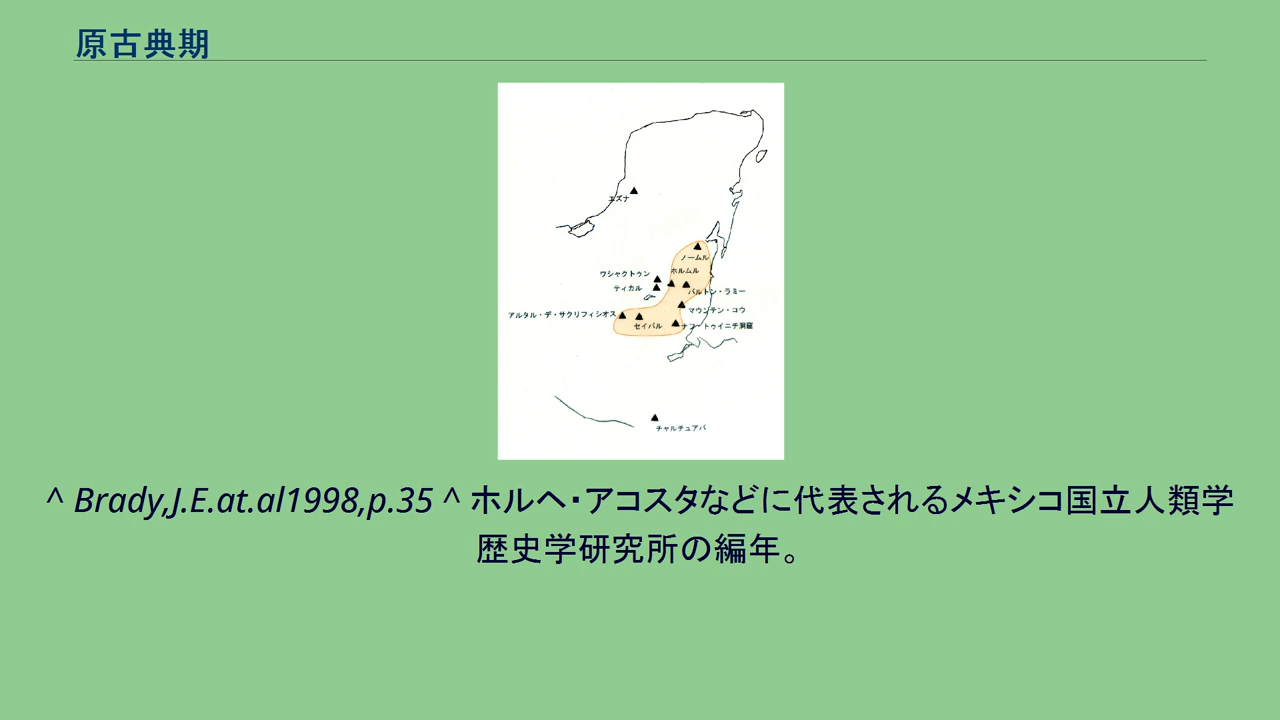 原古典期
エズナ
ノームル
ホルムル
ワシャクトゥン
ティカル
バルトン・ラミー
マウンテン・コウ
アルタル・デ・サクリフィシオス
セイバル
ナフ・トゥイニチ洞窟
チャルチュアパ
^ Brady,J.E.at.al1998,p.35 ^ ホルヘ・アコスタなどに代表されるメキシコ国立人類学
歴史学研究所の編年。